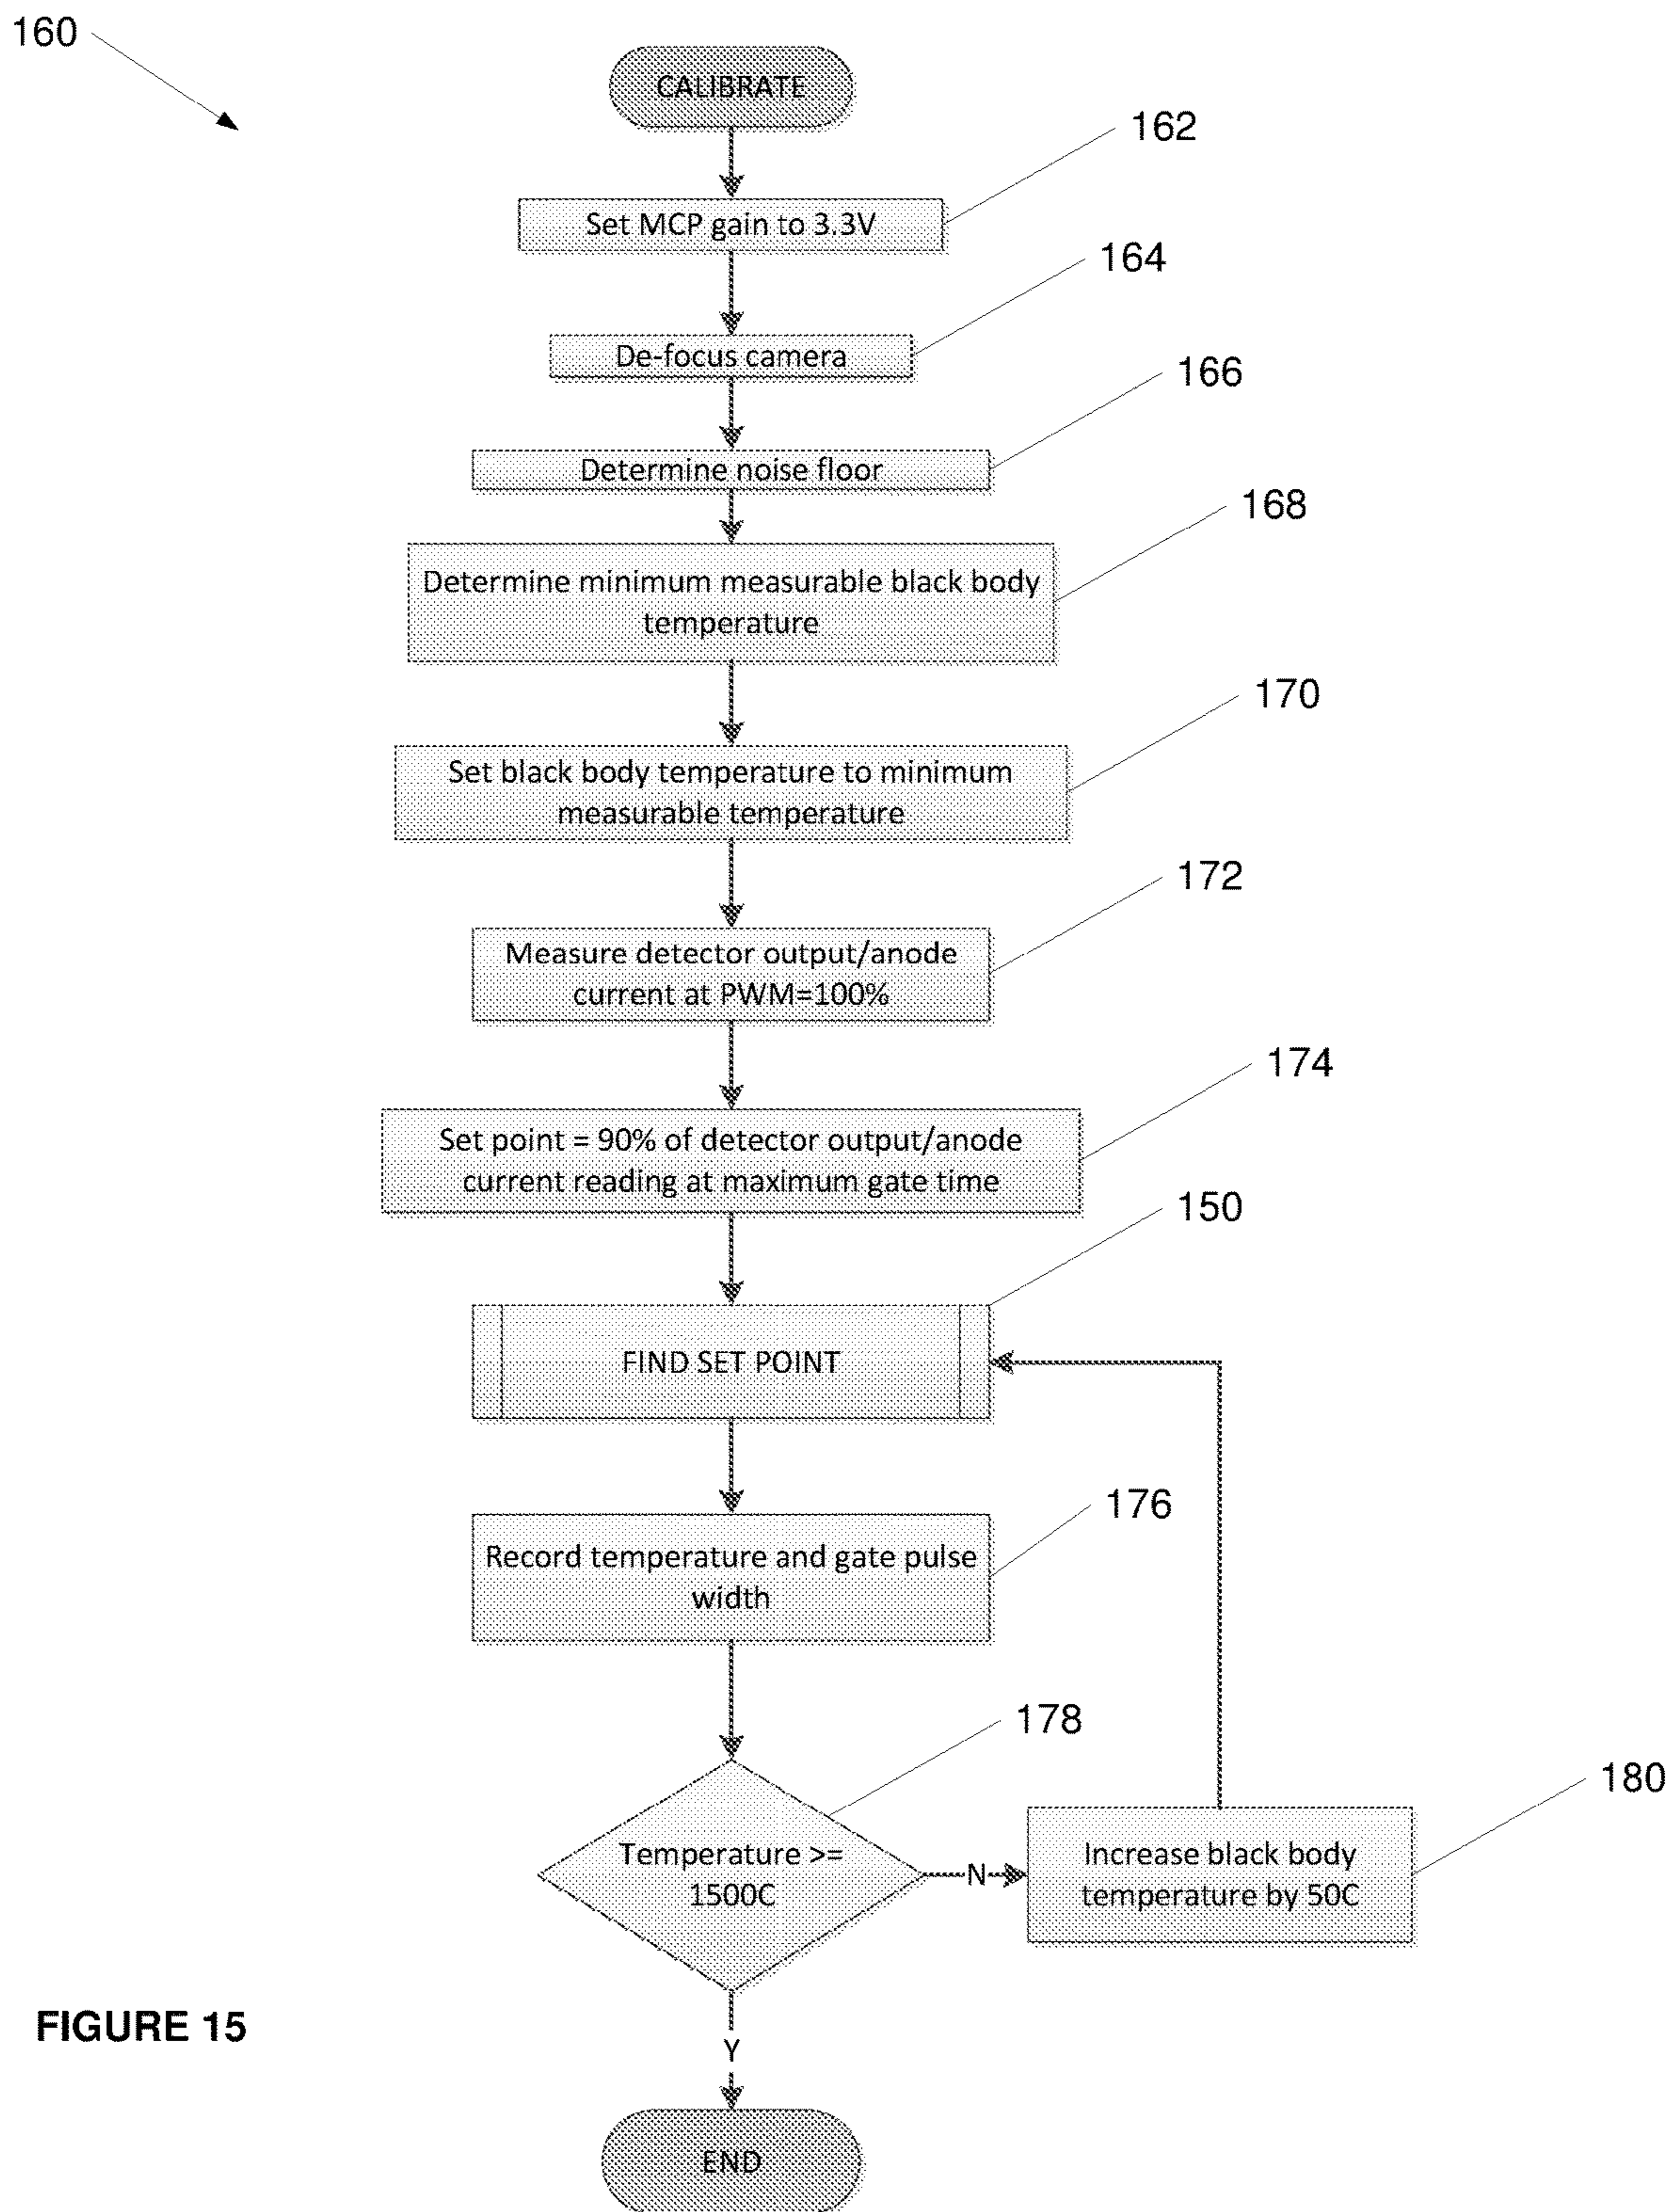 160
CALIBRATE
162
Set MCP gain to 3.3V
164
De-focus camera
166
Determine noise floor
168
Determine minimum measurable black body
temperature
170
Set black body temperature to minimum
measurable temperature
172
Measure detector output/anode
current at PWM=100%
174
Set point = 90% of detector output/anode
current reading at maximum gate time
150
FIND SET POINT
176
Record temperature and gate pulse
width
178
Temperature >=
1500C
N
180
Increase black body
temperature by 50C
FIGURE 15
Y
END